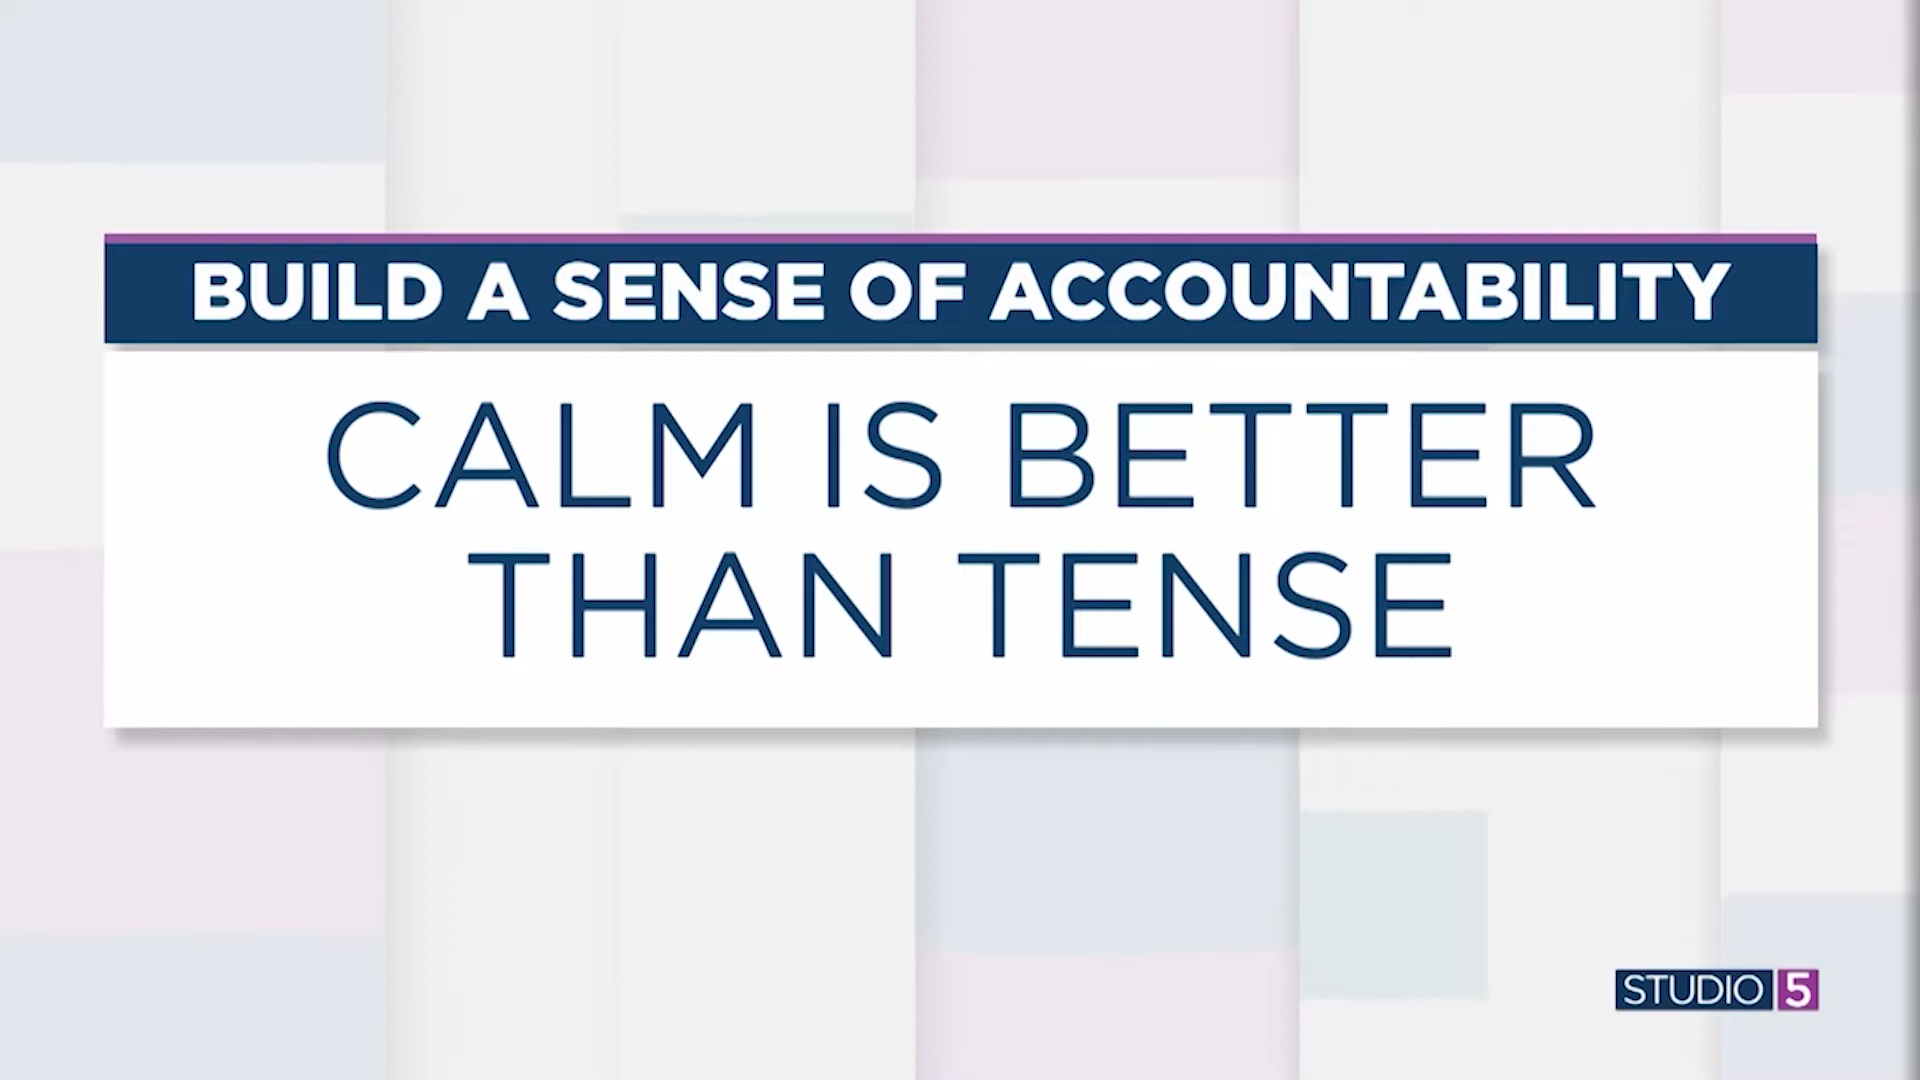 BUILD A SENSE OF ACCOUNTABILITY
CALM IS BETTER
THAN TENSE
STUDIO 5